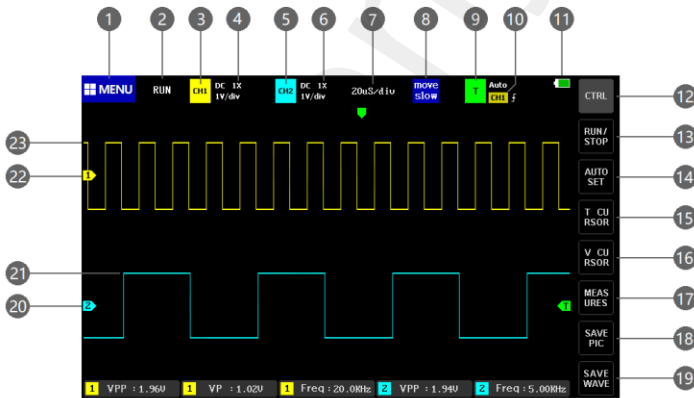 1 2 3 4 5 6 7 8 9 10 11
MENU RUN CH1 DC 1X 1V/div CH2 DC 1X 1V/div 20uS/div move slow T Auto CH1
CTRL 12
RUN/ STOP 13
AUTO SET 14
T CU RSOR 15
V CU RSOR 16
MEAS URES 17
SAVE PIC 18
SAVE WAVE 19
23
22 1
21
20 2 T
1 VPP :1.96V 1 VP :1.02V 1 Freq:20.0KHz 2 VPP :1.94V 2 Freq:5.00KHz